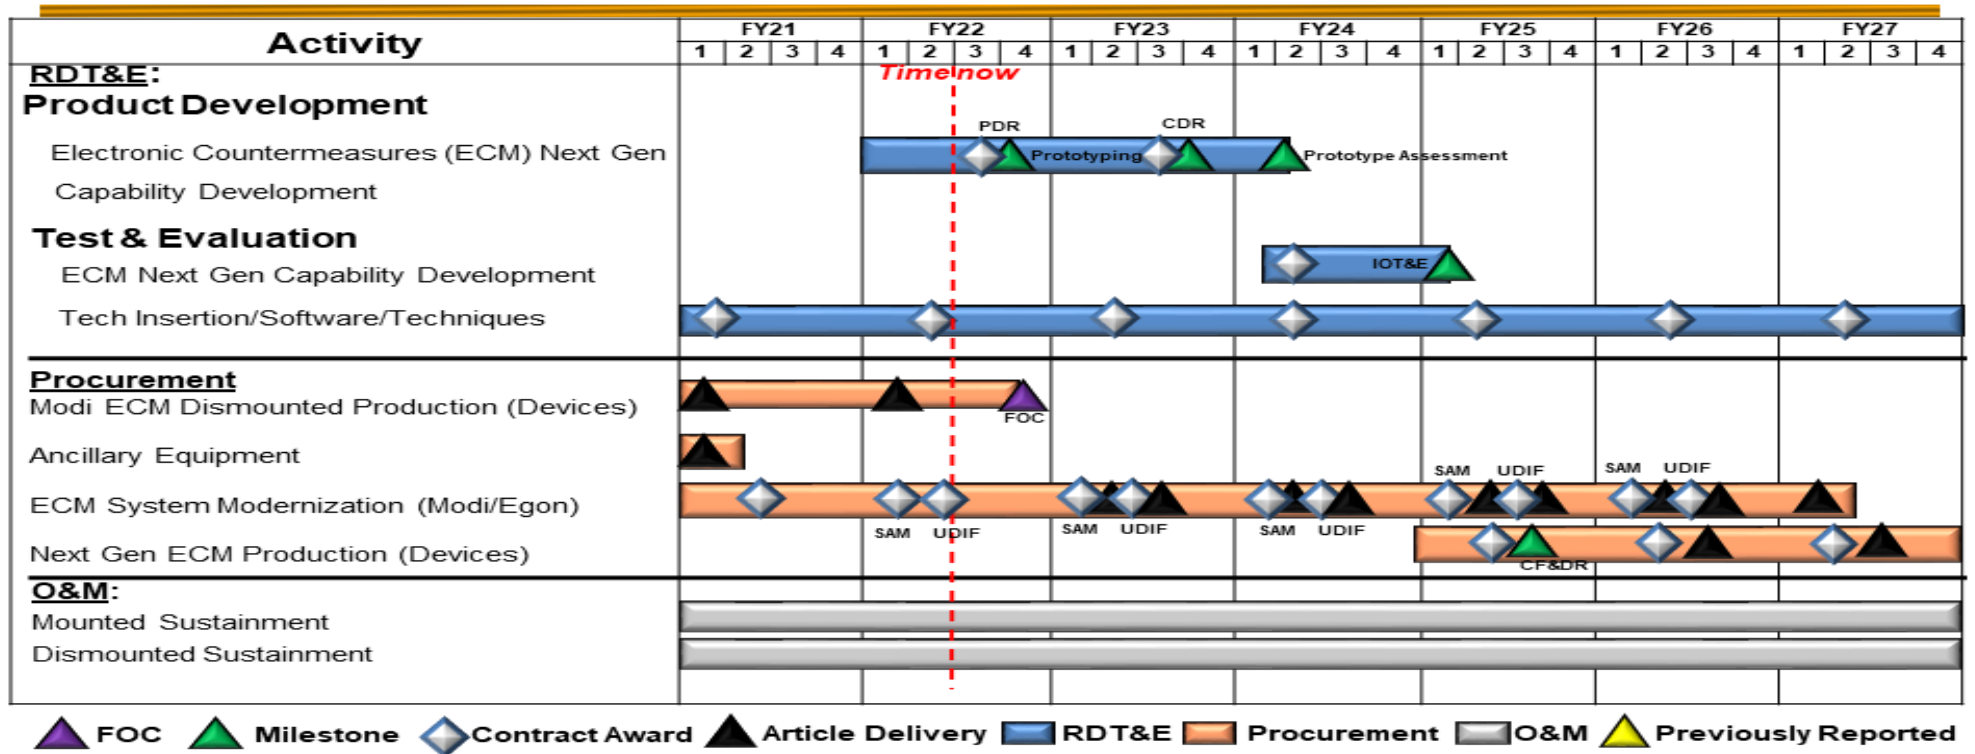 Activity
FY21 FY22 FY23 FY24 FY25 FY26 FY27
1 2 3 4 1 2 3 4 1 2 3 4 1 2 3 4 1 2 3 4 1 2 3 4 1 2 3 4
RDT&E:
Time now
Product Development
PDR CDR
Electronic Countermeasures (ECM) Next Gen
Prototyping Prototype Assessment
Capability Development
Test & Evaluation
ECM Next Gen Capability Development
IOT&E
Tech Insertion/Software/Techniques
Procurement
Modi ECM Dismounted Production (Devices)
FOC
Ancillary Equipment
SAM UDIF SAM UDIF
ECM System Modernization (Modi/Egon)
SAM UDIF SAM UDIF SAM UDIF
Next Gen ECM Production (Devices)
CF&DR
O&M:
Mounted Sustainment
Dismounted Sustainment
FOC Milestone Contract Award Article Delivery RDT&E Procurement O&M Previously Reported